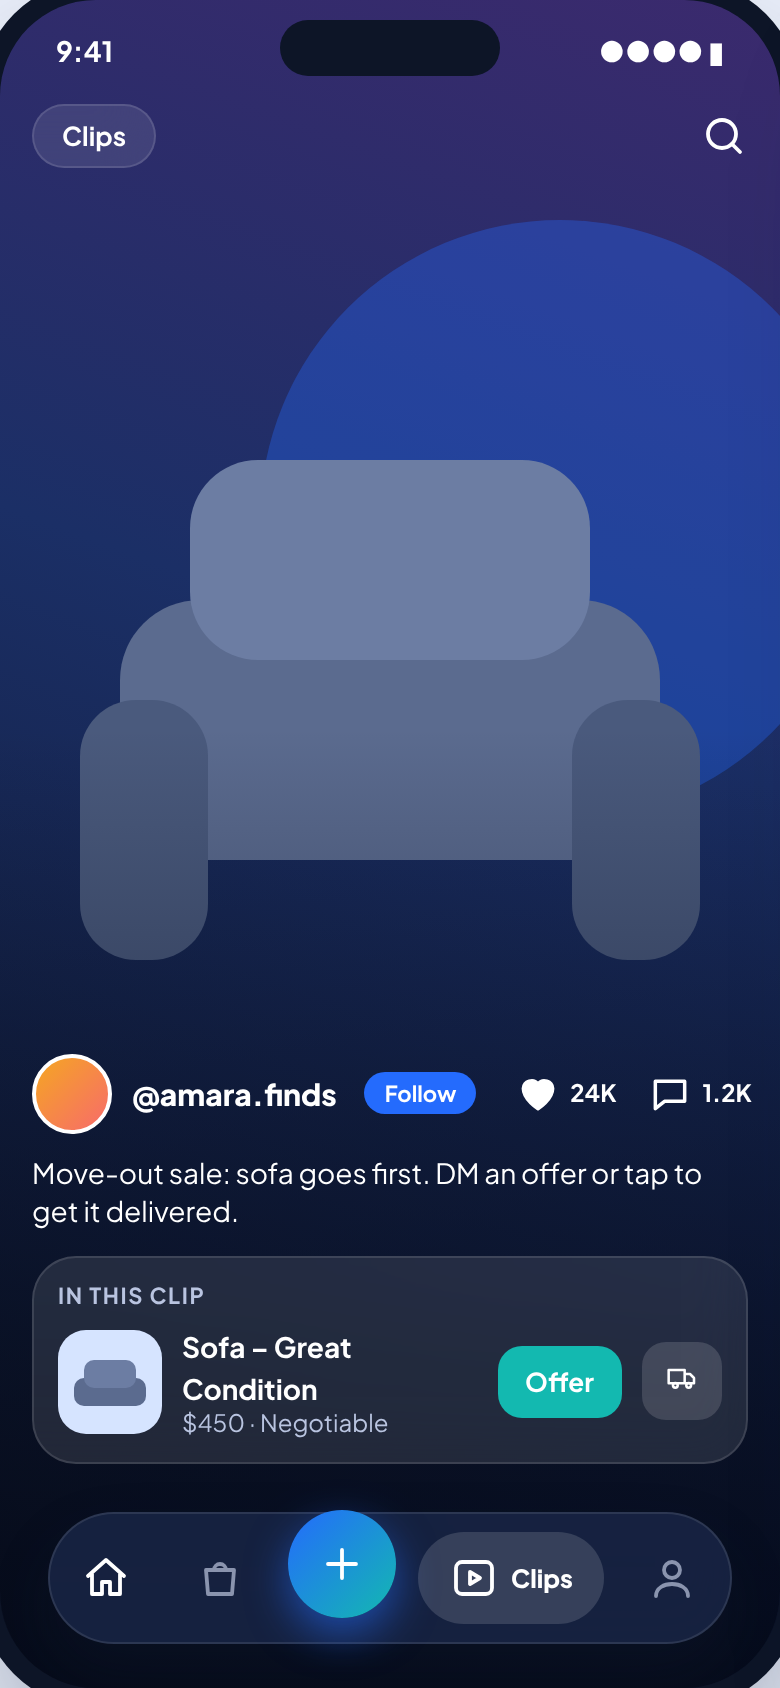 9:41
Clips
@amara.finds
Follow
24K
1.2K
Move-out sale: sofa goes first. DM an offer or tap to
get it delivered.
IN THIS CLIP
Sofa – Great
Condition
$450 · Negotiable
Offer
Clips